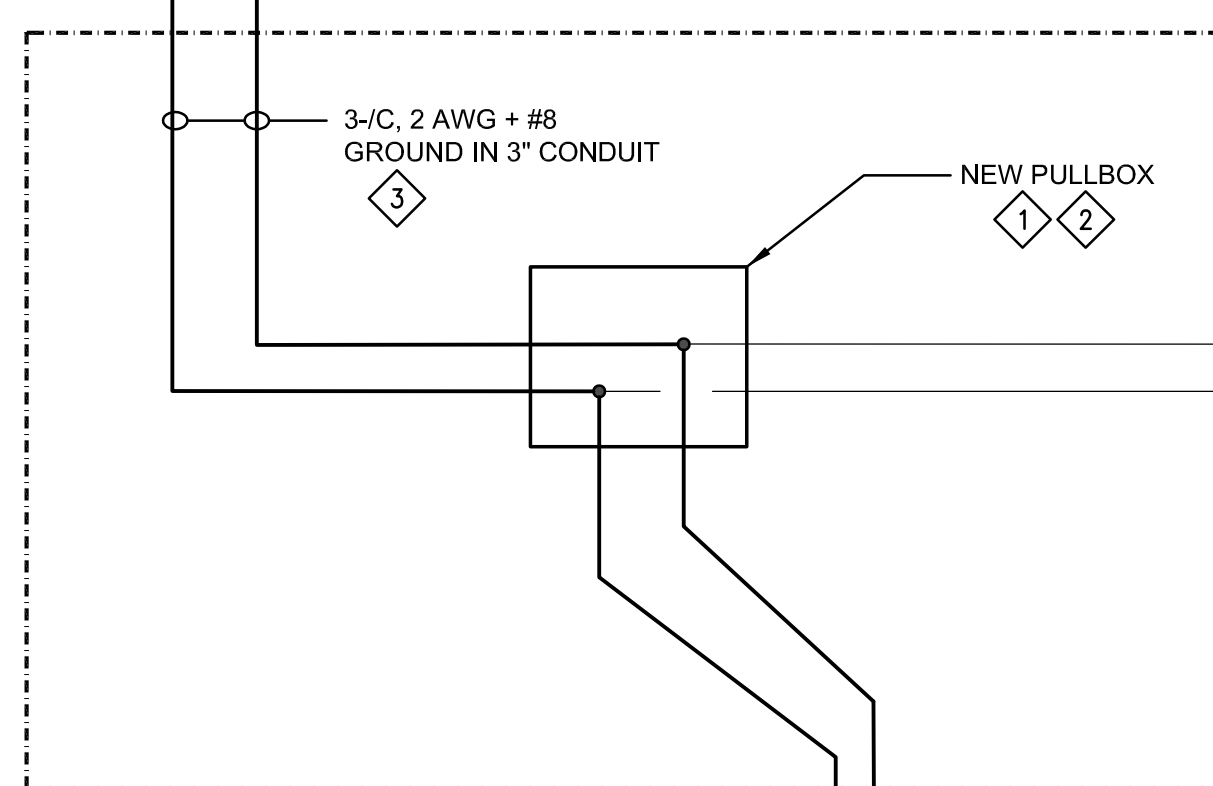 3-/C, 2 AWG + #8
GROUND IN 3" CONDUIT
3
NEW PULLBOX
1 2